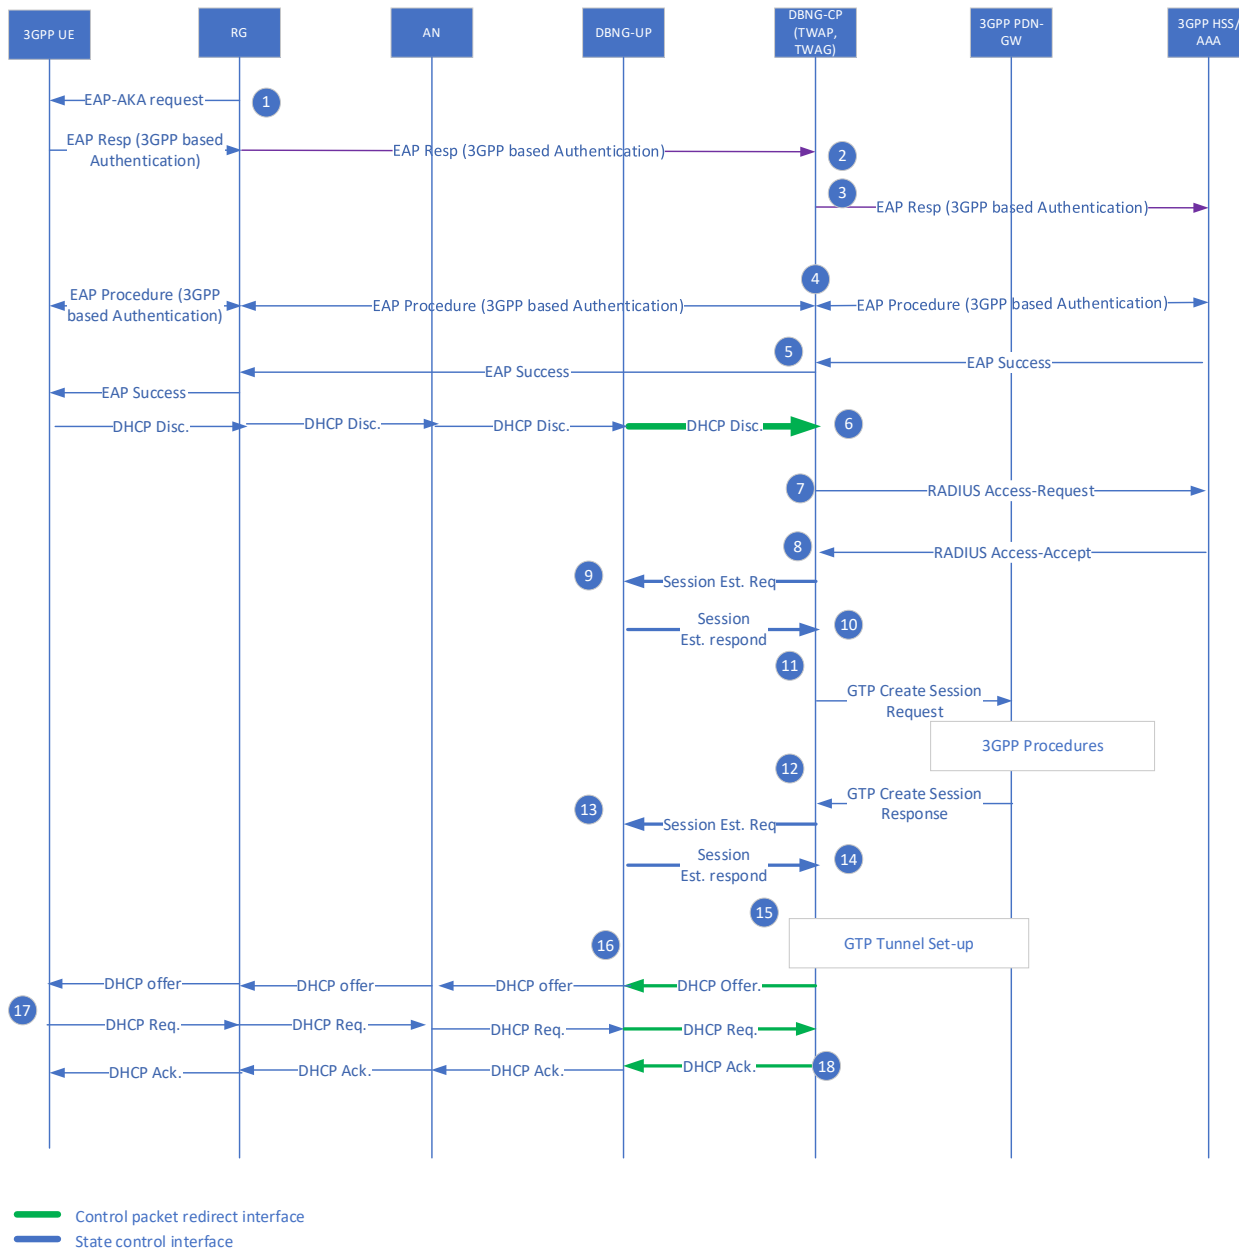 3GPP UE
RG
AN
DBNG-UP
DBNG-CP
(TWAP,
TWAG)
3GPP PDN-
GW
3GPP HSS/
AAA
EAP-AKA request
1
EAP Resp (3GPP based
Authentication)
EAP Resp (3GPP based Authentication)
2
3
EAP Resp (3GPP based Authentication)
4
EAP Procedure (3GPP
based Authentication)
EAP Procedure (3GPP based Authentication)
EAP Procedure (3GPP based Authentication)
5
EAP Success
EAP Success
EAP Success
DHCP Disc.
DHCP Disc.
DHCP Disc.
DHCP Disc.
6
7
RADIUS Access-Request
8
RADIUS Access-Accept
9
Session Est. Req
Session
Est. respond
10
11
GTP Create Session
Request
3GPP Procedures
12
GTP Create Session
Response
13
Session Est. Req
Session
Est. respond
14
15
GTP Tunnel Set-up
16
DHCP offer
DHCP offer
DHCP offer
DHCP Offer.
17
DHCP Req.
DHCP Req.
DHCP Req.
DHCP Req.
DHCP Ack.
DHCP Ack.
DHCP Ack.
DHCP Ack.
18
Control packet redirect interface
State control interface